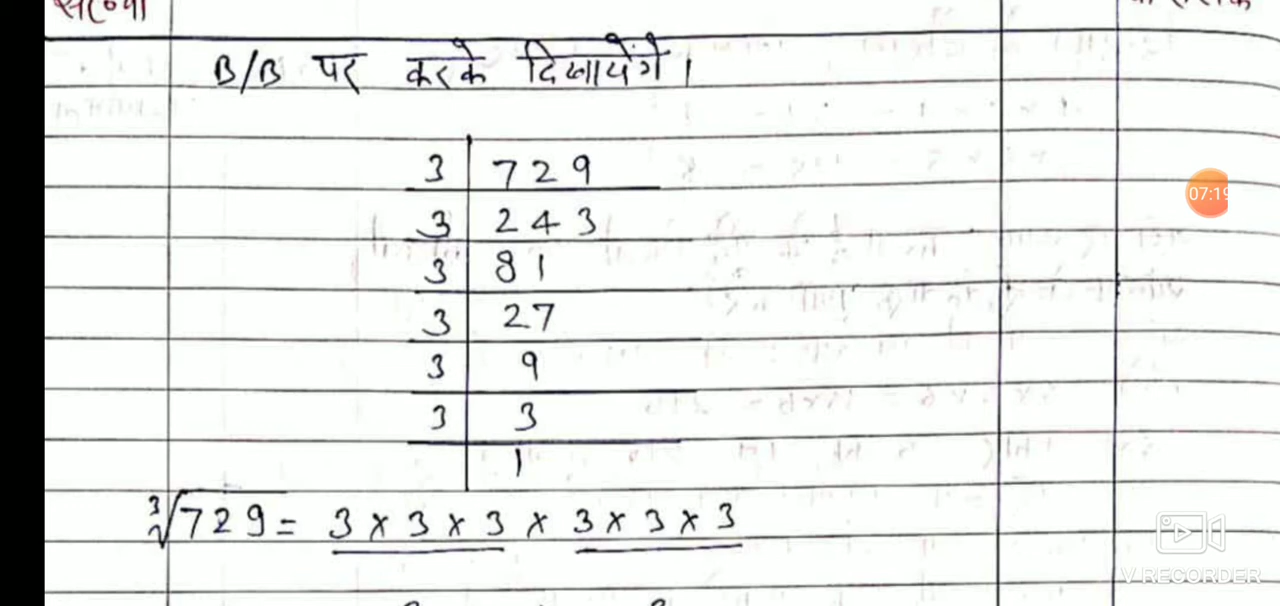 B/B पर करके दिखायेंगे।
3 | 729
3 | 243
3 | 81
3 | 27
3 | 9
3 | 3
| 1
∛729 = 3 × 3 × 3 × 3 × 3 × 3
07:19
V RECORDER